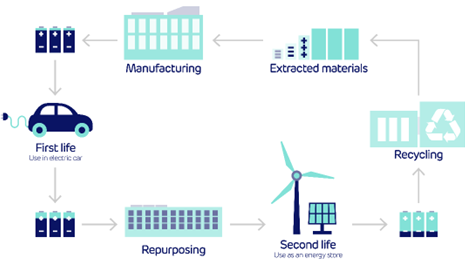 Manufacturing
Extracted materials
First life
Use in electric car
Recycling
Repurposing
Second life
Use as an energy store